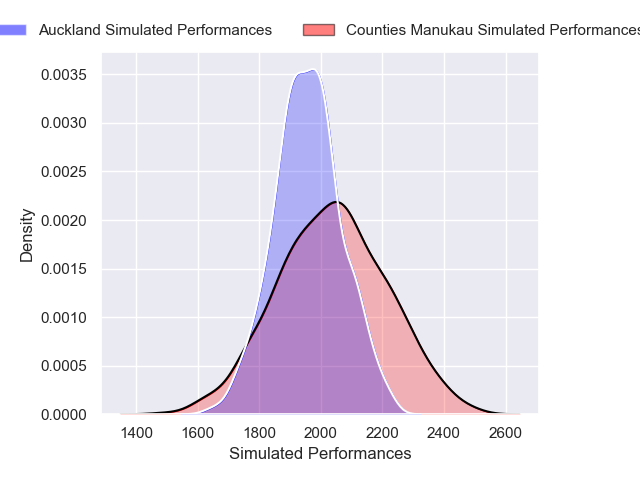 Auckland Simulated Performances
Counties Manukau Simulated Performances
0.0035
0.0030
0.0025
0.0020
0.0015
0.0010
0.0005
0.0000
Density
1400 1600 1800 2000 2200 2400 2600
Simulated Performances